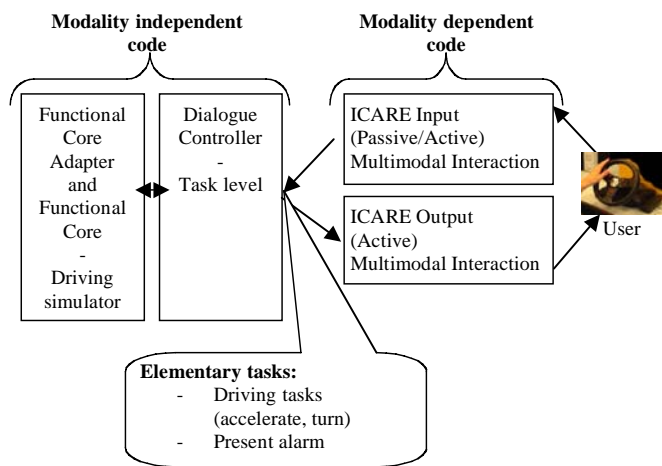 Modality independent
code
Modality dependent
code
Functional
Core
Adapter
and
Functional
Core
-
Driving
simulator
Dialogue
Controller
-
Task level
ICARE Input
(Passive/Active)
Multimodal Interaction
ICARE Output
(Active)
Multimodal Interaction
User
Elementary tasks:
- Driving tasks
(accelerate, turn)
- Present alarm